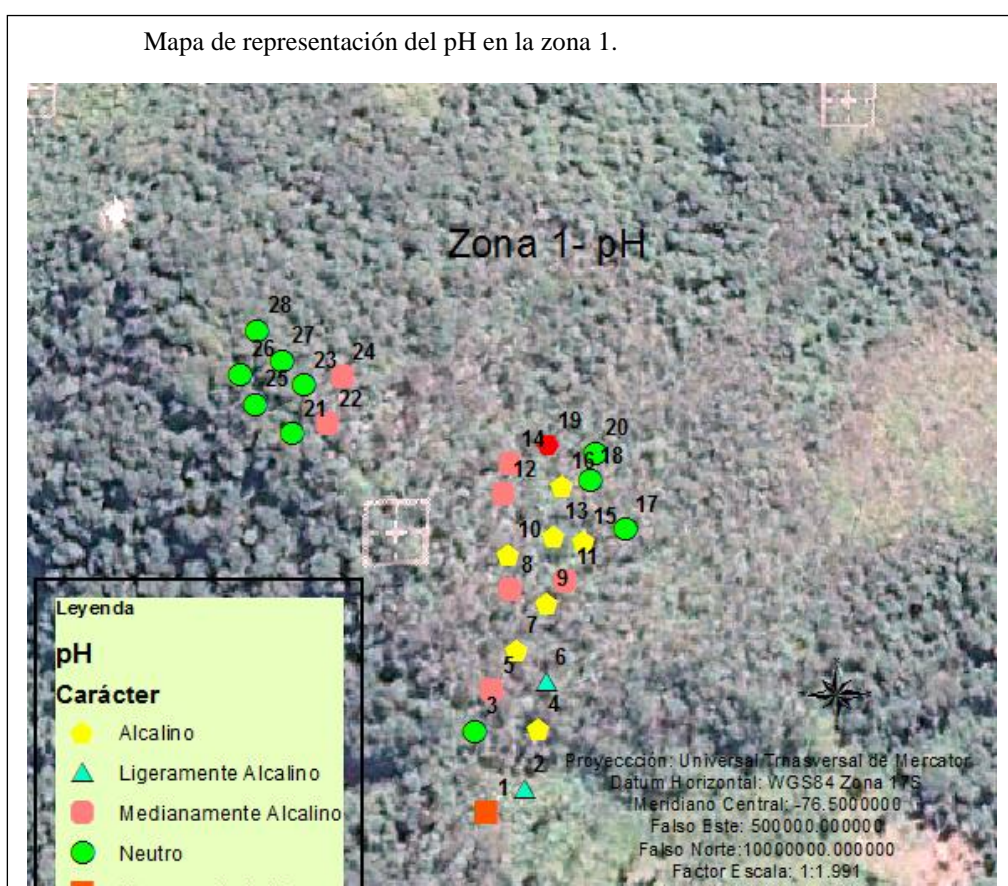 Mapa de representación del pH en la zona 1.
Zona 1- pH
28
27
26
23
24
25
22
21
19
14
20
18
12
16
13
17
15
10
11
8
9
7
6
5
3
4
2
1
Leyenda
pH
Carácter
Alcalino
Ligeramente Alcalino
Medianamente Alcalino
Neutro
Proyeccción: Universal Trnasversal de Mercator
Datum Horizontal: WGS84 Zona 17S
Meridiano Central: -76.5000000
Falso Este: 500000.000000
Falso Norte:10000000.000000
Factor Escala: 1:1.991